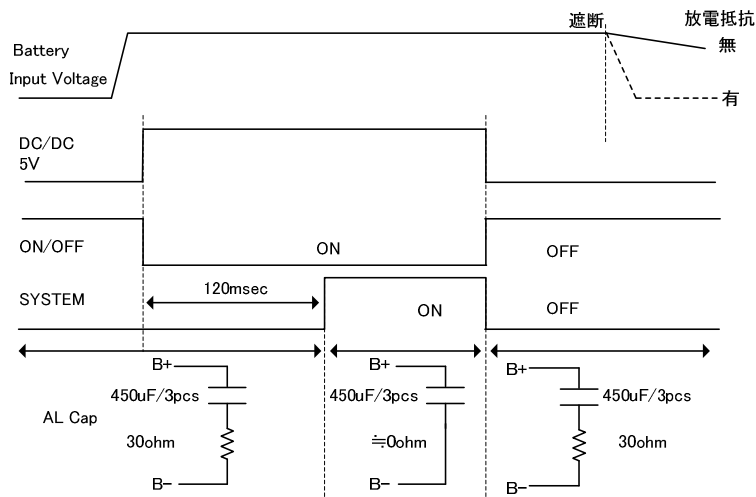 遮断
放電抵抗
無
Battery
Input Voltage
有
DC/DC
5V
ON/OFF
ON
OFF
SYSTEM
120msec
ON
OFF
B+
B+
B+
450uF/3pcs
450uF/3pcs
450uF/3pcs
AL Cap
30ohm
≒0ohm
30ohm
B-
B-
B-